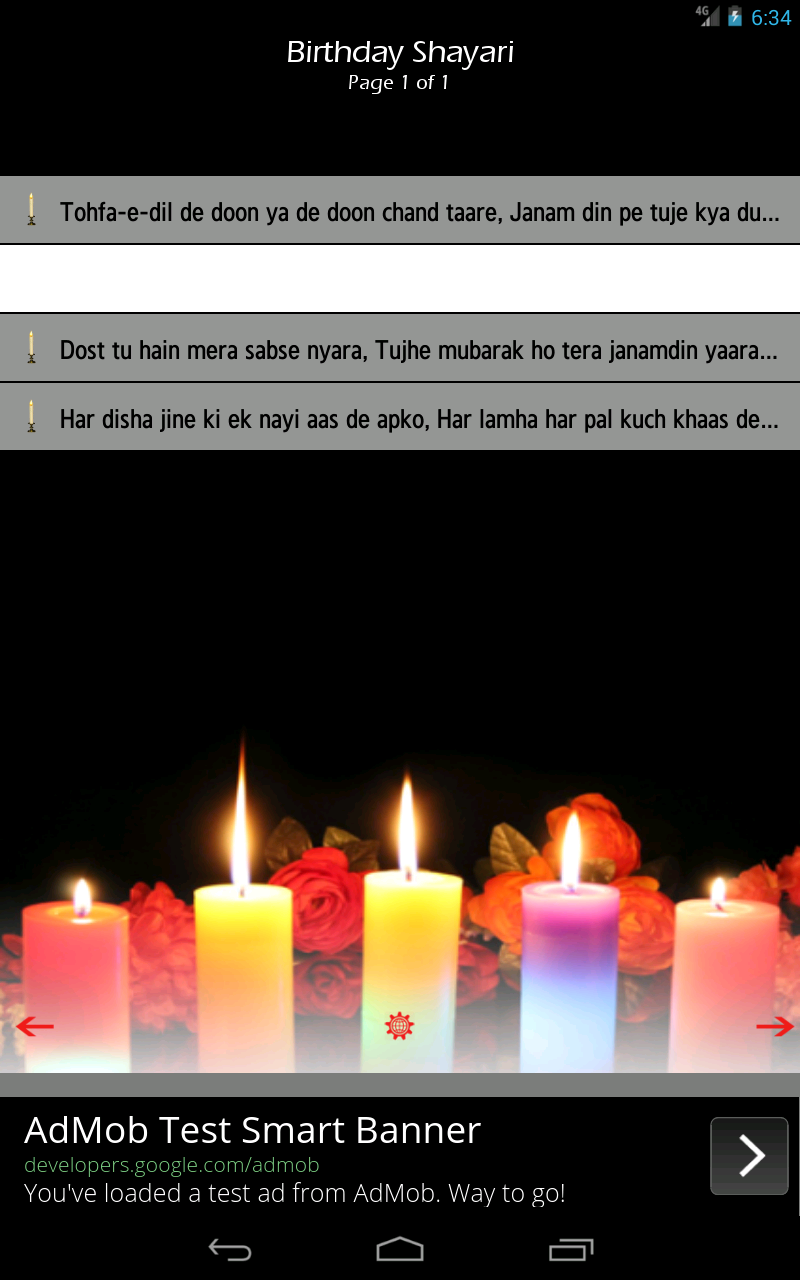 4G 6:34
Birthday Shayari
Page 1 of 1
Tohfa-e-dil de doon ya de doon chand taare, Janam din pe tuje kya du...
Dost tu hain mera sabse nyara, Tujhe mubarak ho tera janamdin yaara...
Har disha jine ki ek nayi aas de apko, Har lamha har pal kuch khaas de...
AdMob Test Smart Banner
developers.google.com/admob
You've loaded a test ad from AdMob. Way to go!